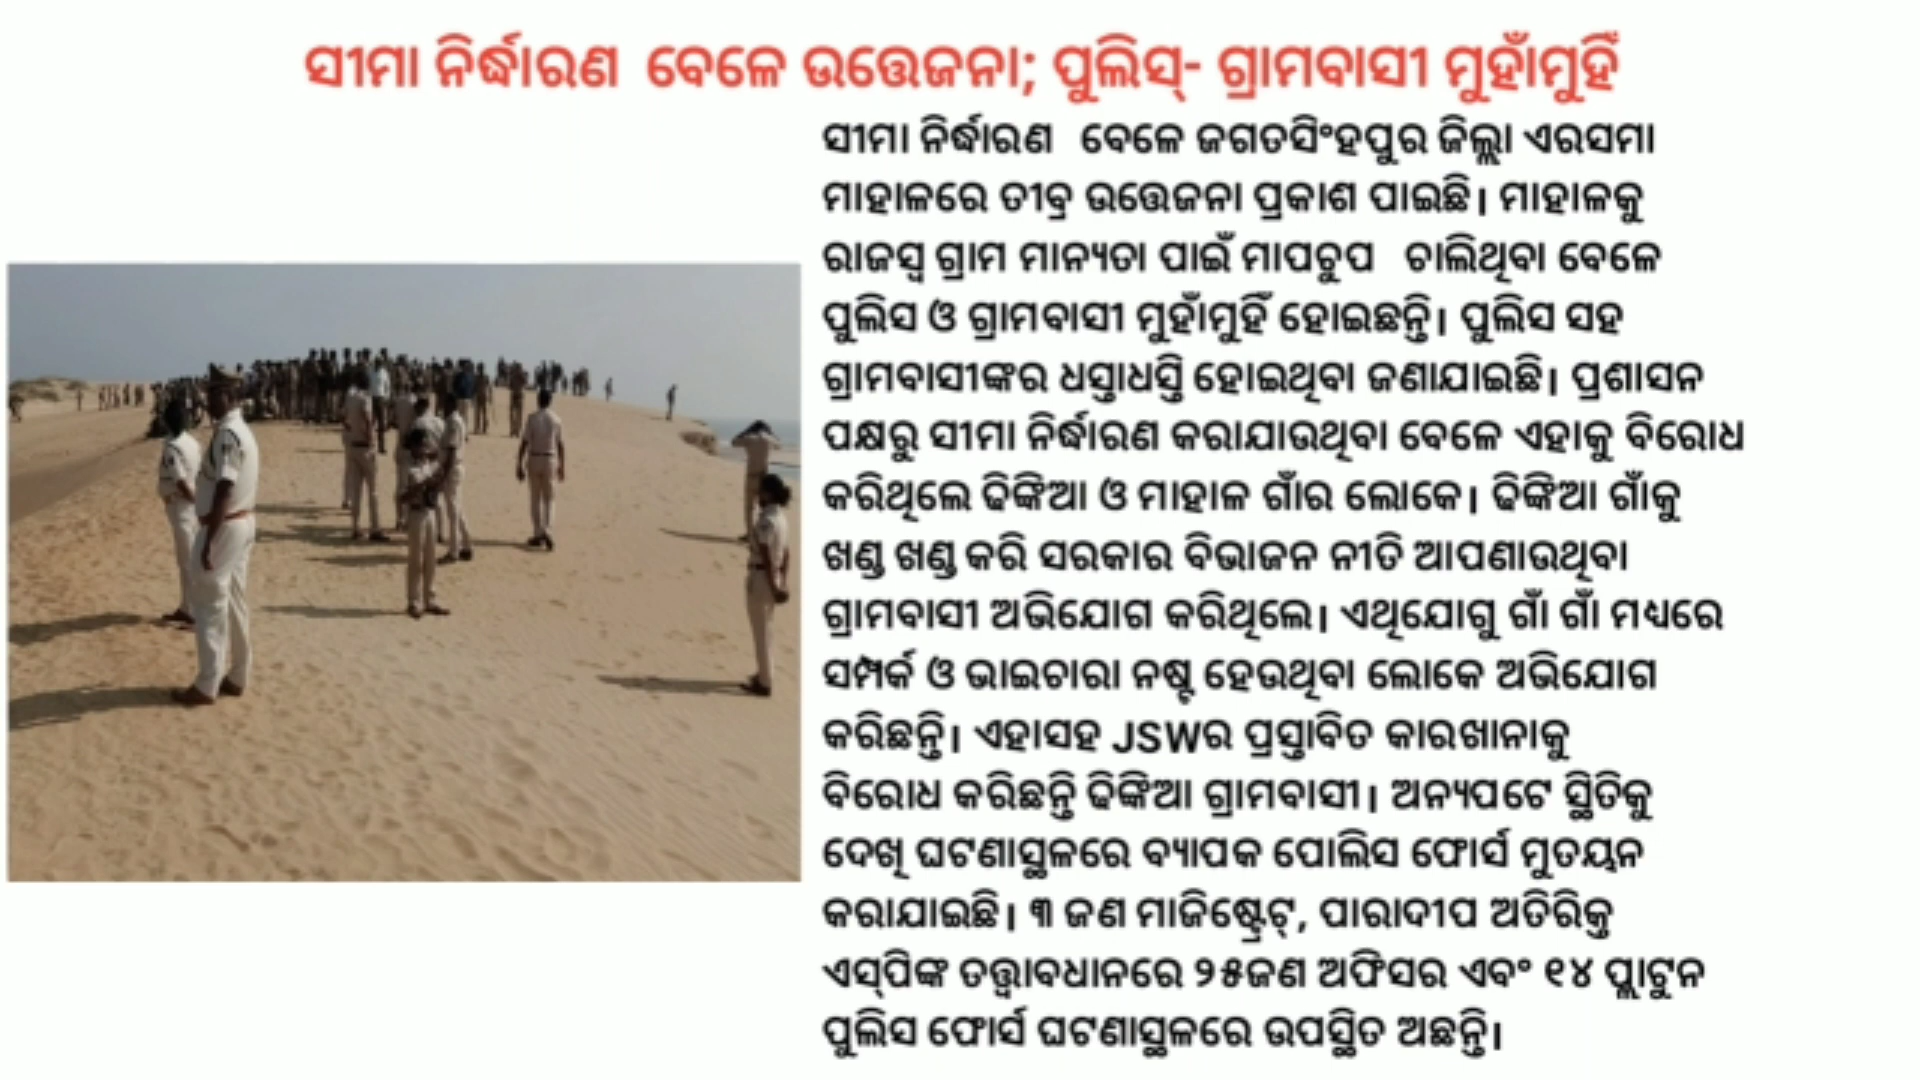 ସୀମା ନିର୍ଦ୍ଧାରଣ ବେଳେ ଉତ୍ତେଜନା; ପୁଲିସ୍- ଗ୍ରାମବାସୀ ମୁହାଁମୁହିଁ
ସୀମା ନିର୍ଦ୍ଧାରଣ ବେଳେ ଜଗତସିଂହପୁର ଜିଲ୍ଲା ଏରସମା
ମାହାଳରେ ତୀବ୍ର ଉତ୍ତେଜନା ପ୍ରକାଶ ପାଇଛି। ମାହାଳକୁ
ରାଜସ୍ୱ ଗ୍ରାମ ମାନ୍ୟତା ପାଇଁ ମାପଚୁପ ଚାଲିଥିବା ବେଳେ
ପୁଲିସ ଓ ଗ୍ରାମବାସୀ ମୁହାଁମୁହିଁ ହୋଇଛନ୍ତି। ପୁଲିସ ସହ
ଗ୍ରାମବାସୀଙ୍କର ଧସ୍ତାଧସ୍ତି ହୋଇଥିବା ଜଣାଯାଇଛି। ପ୍ରଶାସନ
ପକ୍ଷରୁ ସୀମା ନିର୍ଦ୍ଧାରଣ କରାଯାଉଥିବା ବେଳେ ଏହାକୁ ବିରୋଧ
କରିଥିଲେ ଢିଙ୍କିଆ ଓ ମାହାଳ ଗାଁର ଲୋକେ। ଢିଙ୍କିଆ ଗାଁକୁ
ଖଣ୍ଡ ଖଣ୍ଡ କରି ସରକାର ବିଭାଜନ ନୀତି ଆପଣାଉଥିବା
ଗ୍ରାମବାସୀ ଅଭିଯୋଗ କରିଥିଲେ। ଏଥିଯୋଗୁ ଗାଁ ଗାଁ ମଧ୍ୟରେ
ସମ୍ପର୍କ ଓ ଭାଇଚାରା ନଷ୍ଟ ହେଉଥିବା ଲୋକେ ଅଭିଯୋଗ
କରିଛନ୍ତି। ଏହାସହ JSWର ପ୍ରସ୍ତାବିତ କାରଖାନାକୁ
ବିରୋଧ କରିଛନ୍ତି ଢିଙ୍କିଆ ଗ୍ରାମବାସୀ। ଅନ୍ୟପଟେ ସ୍ଥିତିକୁ
ଦେଖି ଘଟଣାସ୍ଥଳରେ ବ୍ୟାପକ ପୋଲିସ ଫୋର୍ସ ମୁତୟନ
କରାଯାଇଛି। ୩ ଜଣ ମାଜିଷ୍ଟ୍ରେଟ୍, ପାରାଦୀପ ଅତିରିକ୍ତ
ଏସ୍‌ପିଙ୍କ ତତ୍ତ୍ୱାବଧାନରେ ୨୫ଜଣ ଅଫିସର ଏବଂ ୧୪ ପ୍ଲାଟୁନ
ପୁଲିସ ଫୋର୍ସ ଘଟଣାସ୍ଥଳରେ ଉପସ୍ଥିତ ଅଛନ୍ତି।